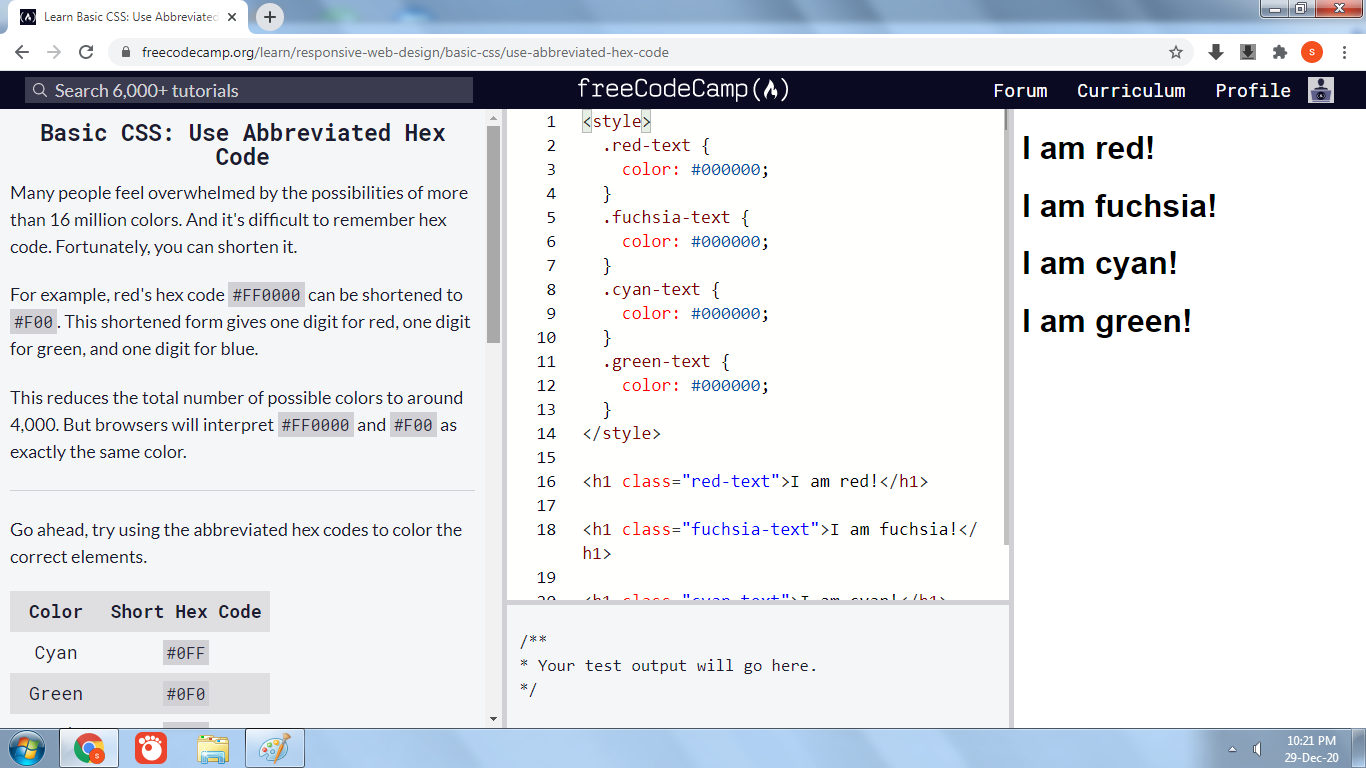 Learn Basic CSS: Use Abbreviated
freecodecamp.org/learn/responsive-web-design/basic-css/use-abbreviated-hex-code
S
Search 6,000+ tutorials
freeCodeCamp
Forum
Curriculum
Profile
Basic CSS: Use Abbreviated Hex
Code
Many people feel overwhelmed by the possibilities of more
than 16 million colors. And it's difficult to remember hex
code. Fortunately, you can shorten it.
For example, red's hex code #FF0000 can be shortened to
#F00. This shortened form gives one digit for red, one digit
for green, and one digit for blue.
This reduces the total number of possible colors to around
4,000. But browsers will interpret #FF0000 and #F00 as
exactly the same color.
Go ahead, try using the abbreviated hex codes to color the
correct elements.
Color Short Hex Code
Cyan #0FF
Green #0F0
1 <style>
2 .red-text {
3 color: #000000;
4 }
5 .fuchsia-text {
6 color: #000000;
7 }
8 .cyan-text {
9 color: #000000;
10 }
11 .green-text {
12 color: #000000;
13 }
14 </style>
15
16 <h1 class="red-text">I am red!</h1>
17
18 <h1 class="fuchsia-text">I am fuchsia!</
h1>
19
20 <h1 class="cyan-text">I am cyan!</h1>
/**
* Your test output will go here.
*/
I am red!
I am fuchsia!
I am cyan!
I am green!
S
10:21 PM
29-Dec-20